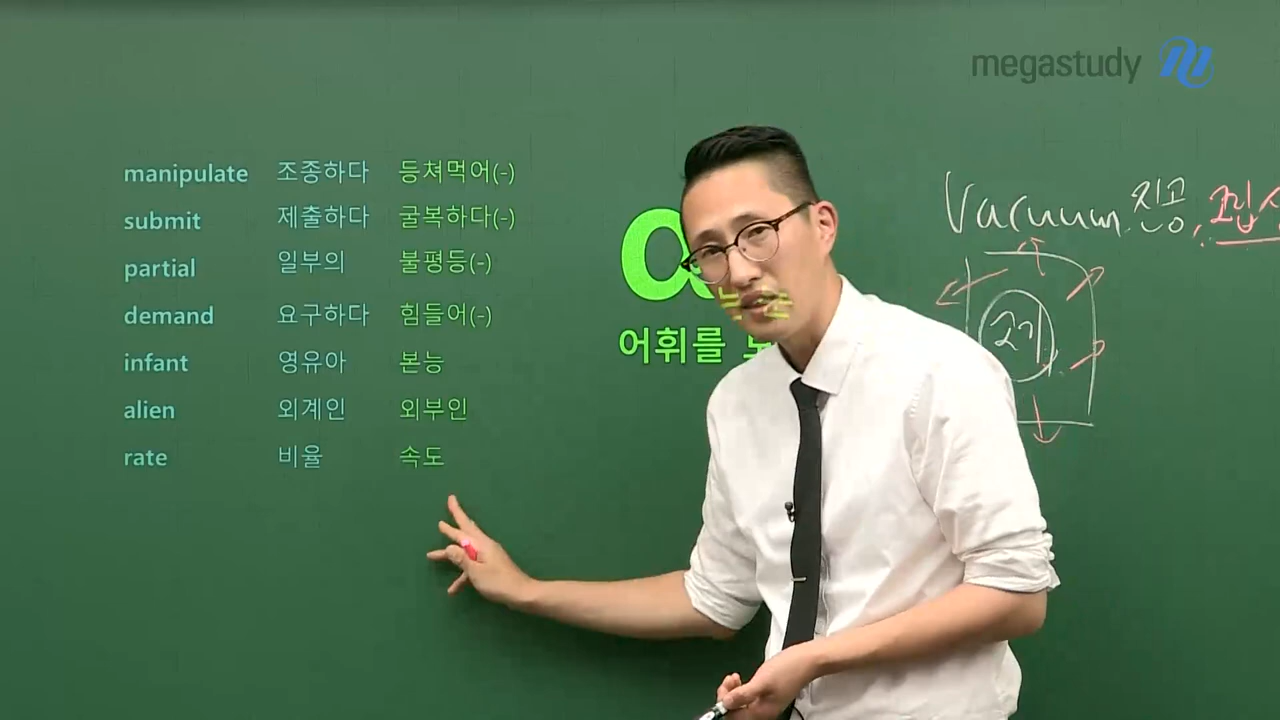 megastudy
manipulate 조종하다 등쳐먹어(-)
submit 제출하다 굴복하다(-)
partial 일부의 불평등(-)
demand 요구하다 힘들어(-)
infant 영유아 본능
alien 외계인 외부인
rate 비율 속도
α
어휘를
Vacuum 진공,
고기